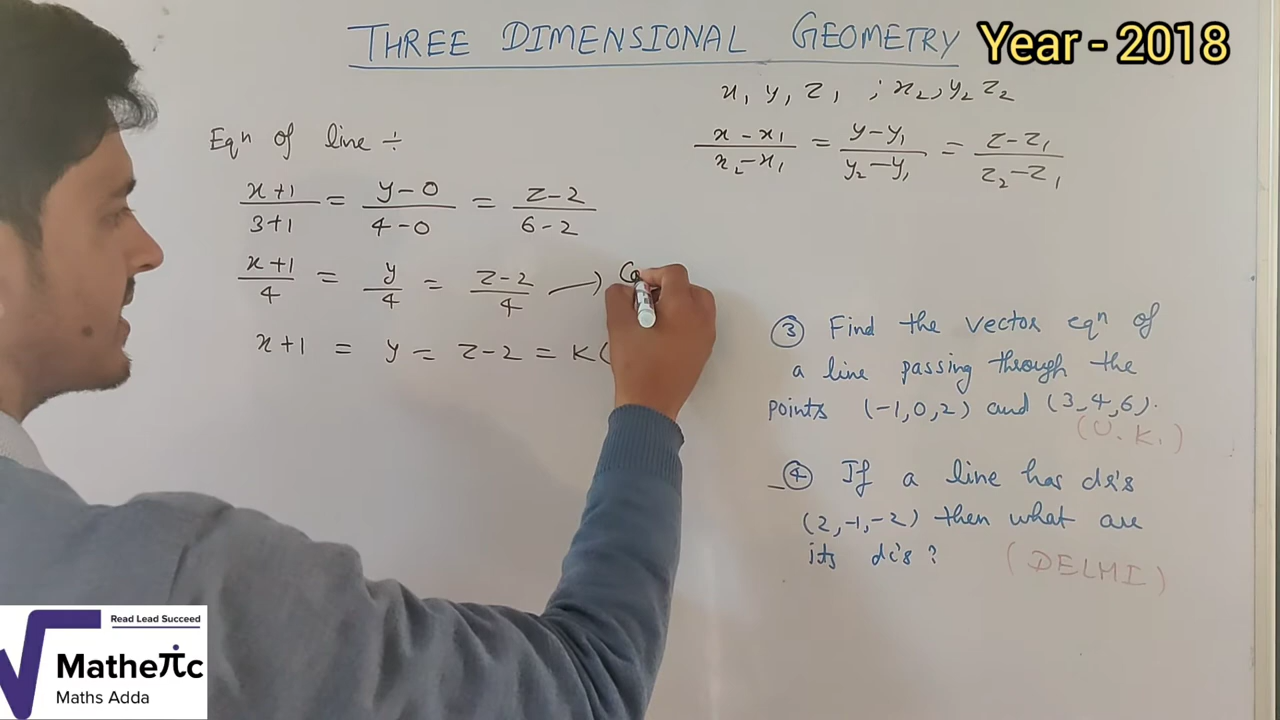 THREE DIMENSIONAL GEOMETRY
Year - 2018
x, y, z, ; x₂, y₂ z₂
(x - x₁)/(x₂ - x₁) = (y - y₁)/(y₂ - y₁) = (z - z₁)/(z₂ - z₁)
Eqⁿ of line ÷
(x + 1)/(3 + 1) = (y - 0)/(4 - 0) = (z - 2)/(6 - 2)
(x + 1)/4 = y/4 = (z - 2)/4 → Ca
x + 1 = y = z - 2 = K (
③ Find the vector eqⁿ of
a line passing through the
points (-1, 0, 2) and (3, 4, 6).
(U.K.)
④ If a line has dr's
(2, -1, -2) then what are
its dc's ?
(DELHI)
Read Lead Succeed
Matheπc
Maths Adda